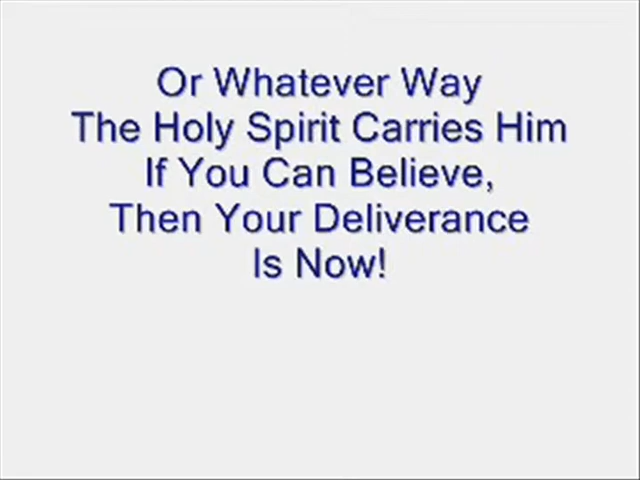 Or Whatever Way
The Holy Spirit Carries Him
If You Can Believe,
Then Your Deliverance
Is Now!